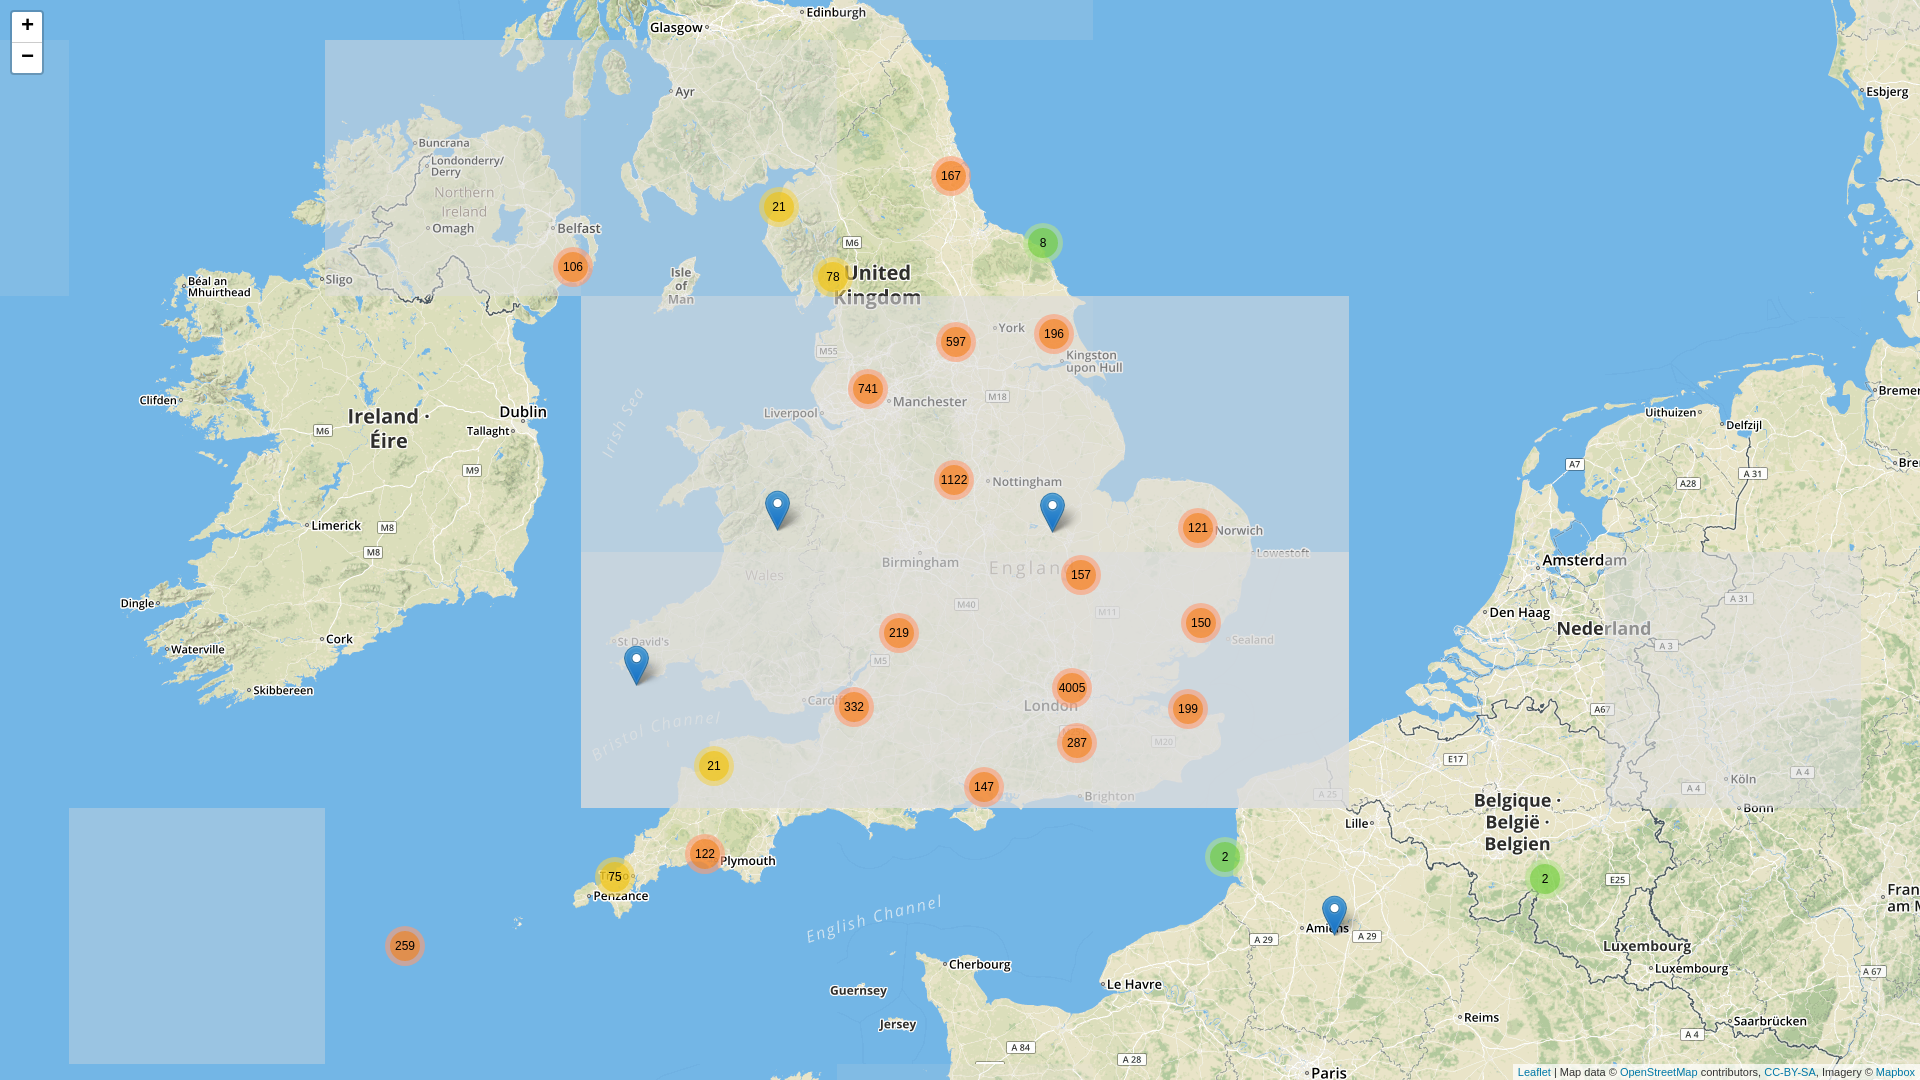 +
−
Glasgow
Edinburgh
Ayr
Esbjerg
Buncrana
Londonderry/
Derry
Northern
Ireland
Omagh
Belfast
Sligo
Béal an
Mhuirthead
106
21
167
8
M6
78
United
Kingdom
Isle
of
Man
York
196
597
M55
Kingston
upon Hull
741
Manchester
M18
Liverpool
Irish Sea
Clifden
Ireland ·
Éire
Dublin
Tallaght
M6
M9
Uithuizen
Delfzijl
A7
A 31
A28
1122
Nottingham
Limerick
M8
M8
121
Norwich
Lowestoft
Birmingham
157
Wales
M40
M11
Amsterdam
A 31
Den Haag
Nederland
A 3
Dingle
Cork
Waterville
Skibbereen
219
150
Sealand
St David's
M5
4005
London
332
199
A67
Bristol Channel
287
M20
E17
21
147
Brighton
A 25
Köln
A 4
A 4
Bonn
Belgique ·
België ·
Belgien
Lille
122
Plymouth
2
75
Penzance
2
E25
English Channel
259
Amiens
A 29
A 29
Luxembourg
Luxembourg
A 67
Cherbourg
Le Havre
Guernsey
Jersey
Reims
Saarbrücken
A 84
A 28
A 4
Paris
Leaflet | Map data © OpenStreetMap contributors, CC-BY-SA, Imagery © Mapbox